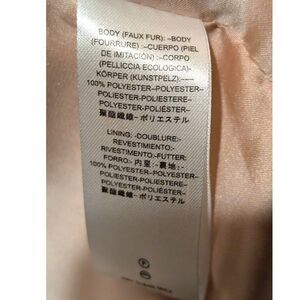 BODY (FAUX FUR): -BODY
(FOURRURE) :-CUERPO (PIEL
DE IMITACIÓN) :-CORPO
(PELLICCIA ECOLOGICA)-
KÖRPER (KUNSTPELZ):----
100% POLYESTER-POLYESTER-
POLIESTER-POLIESTERE-
POLYESTER-POLIÉSTER-
聚酯纖維- ポリエステル
LINING: -DOUBLURE:-
REVESTIMIENTO:-
RIVESTIMENTO:-FUTTER:
FORRO:- 内里:- 裏地:-
100% POLYESTER-POLYESTER-
POLIESTER-POLIESTERE-
POLYESTER-POLIÉSTER-
聚酯纖維- ポリエステル